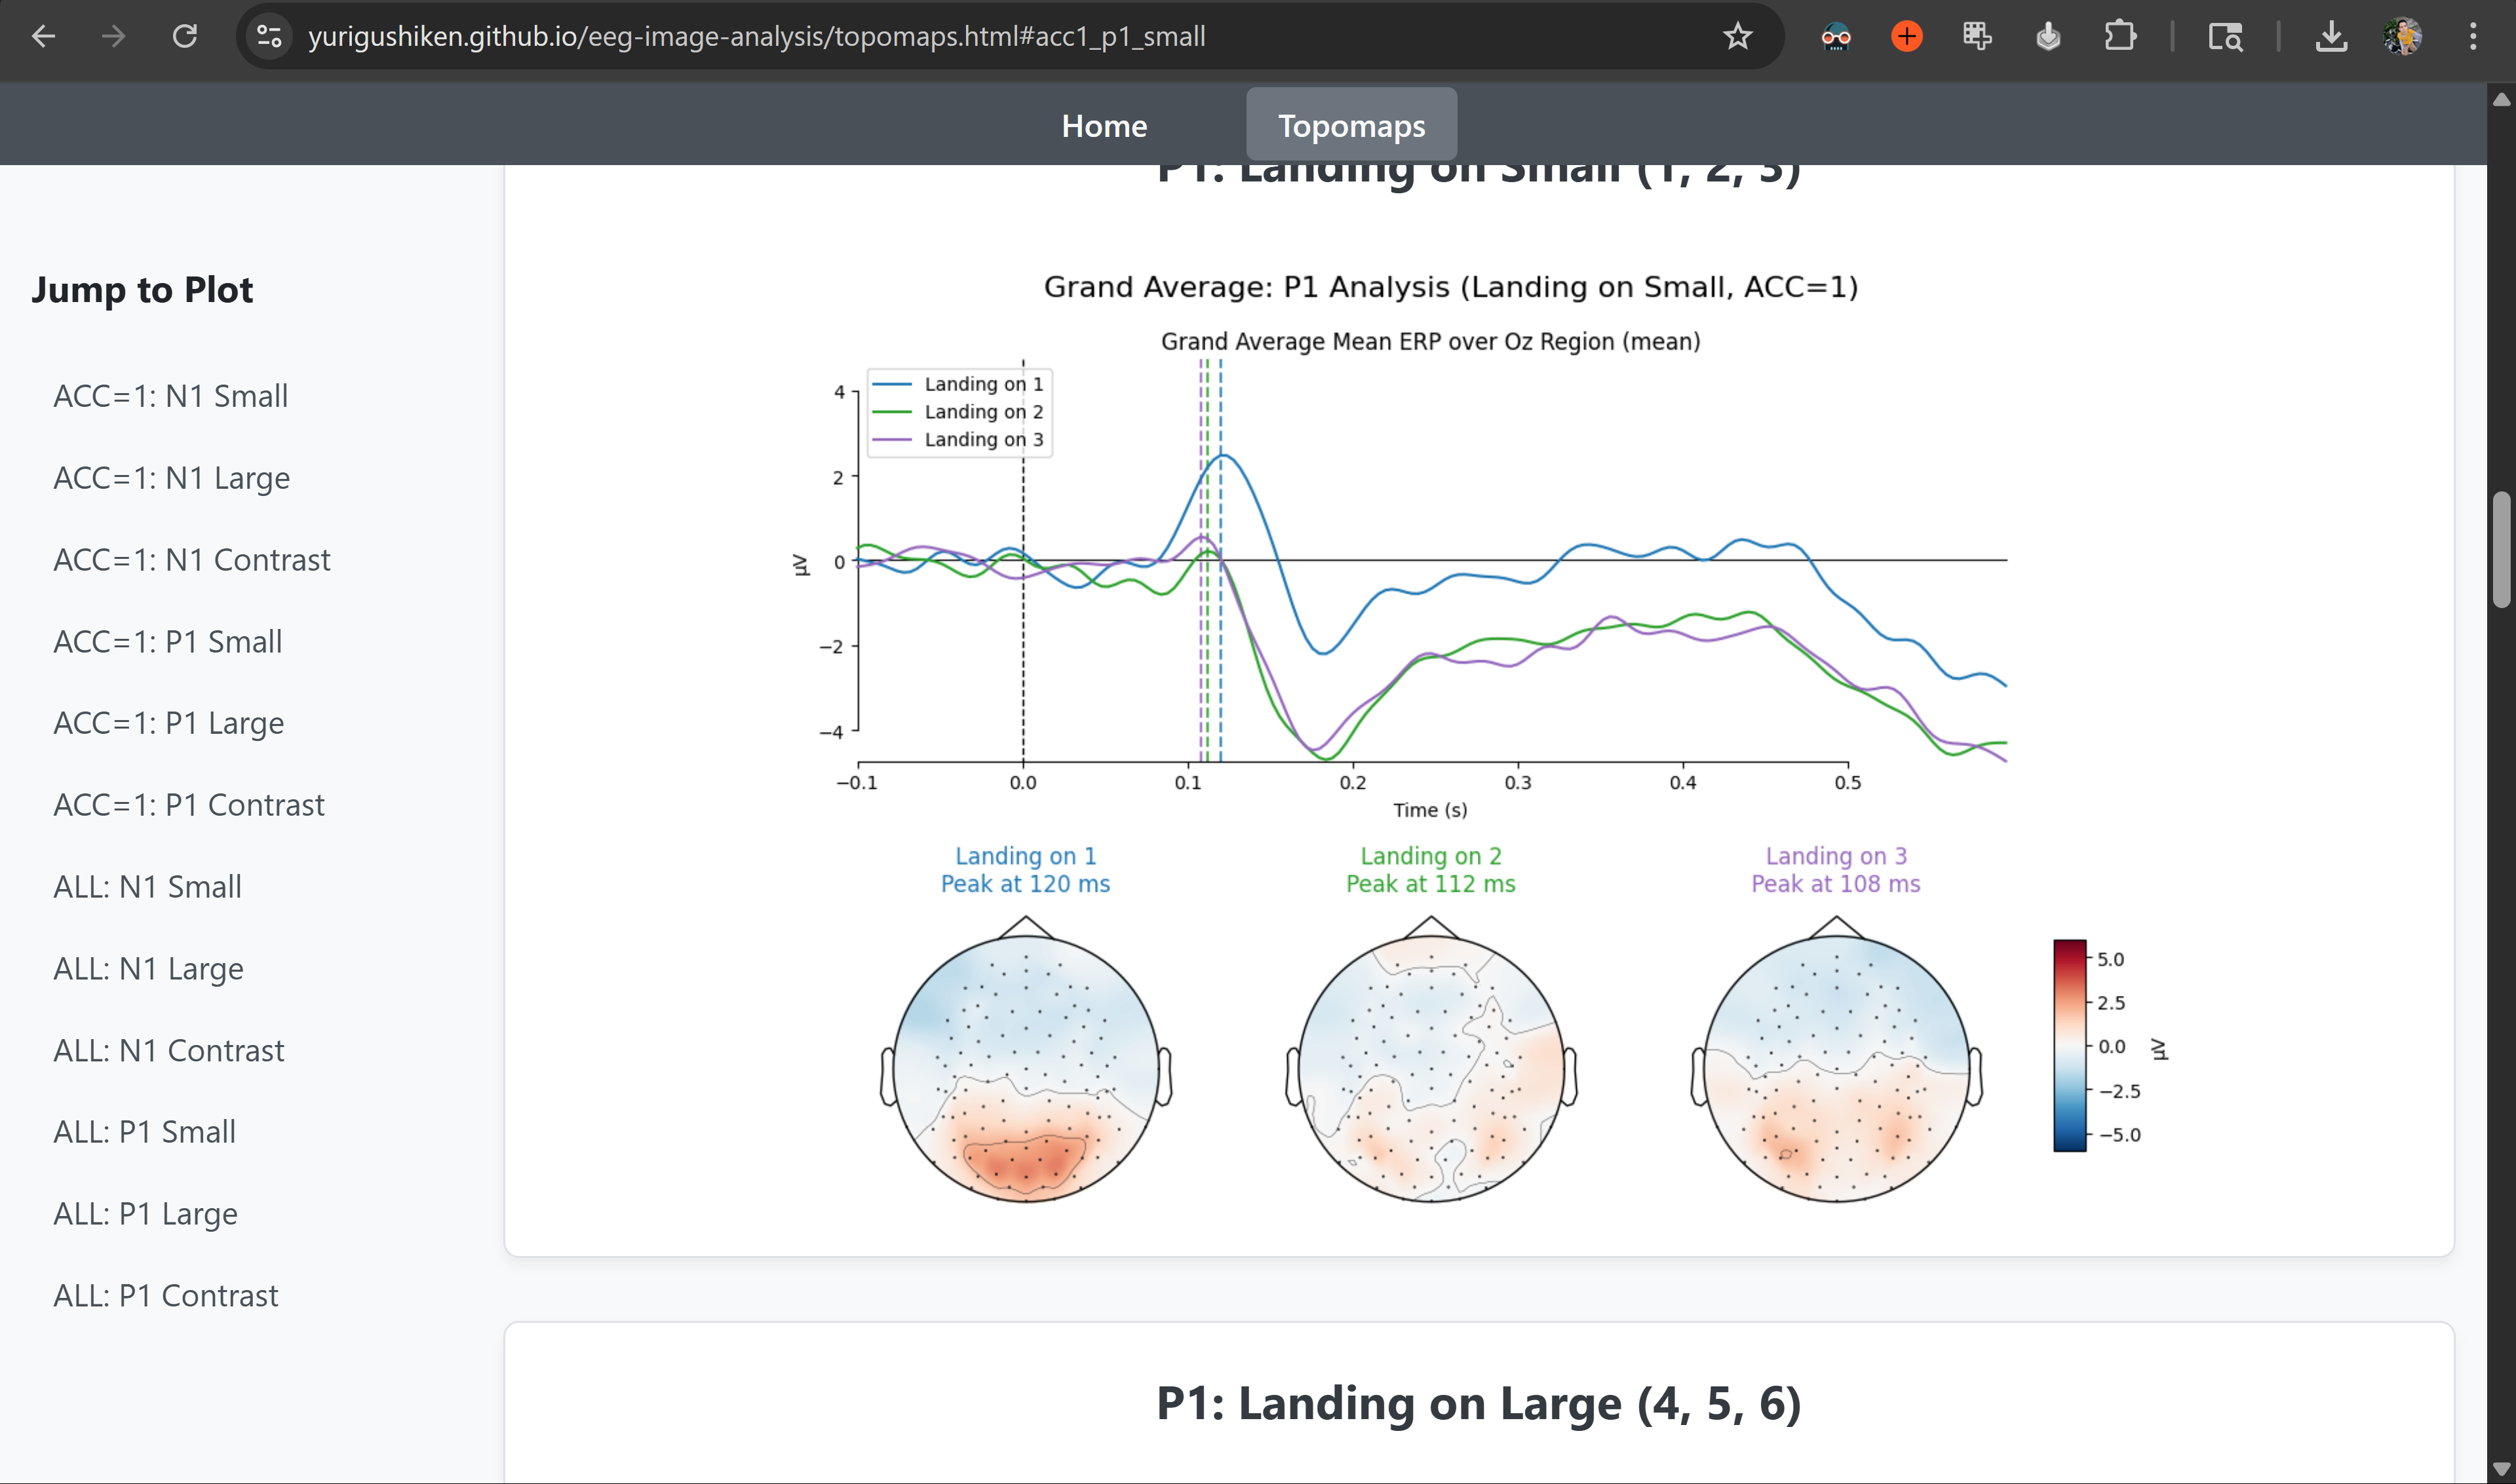 yurigushiken.github.io/eeg-image-analysis/topomaps.html#acc1_p1_small
Home
Topomaps
Jump to Plot
ACC=1: N1 Small
ACC=1: N1 Large
ACC=1: N1 Contrast
ACC=1: P1 Small
ACC=1: P1 Large
ACC=1: P1 Contrast
ALL: N1 Small
ALL: N1 Large
ALL: N1 Contrast
ALL: P1 Small
ALL: P1 Large
ALL: P1 Contrast
P1: Landing on Small (1, 2, 3)
Grand Average: P1 Analysis (Landing on Small, ACC=1)
Grand Average Mean ERP over Oz Region (mean)
Landing on 1
Landing on 2
Landing on 3
4
2
0
−2
−4
µV
−0.1 0.0 0.1 0.2 0.3 0.4 0.5
Time (s)
Landing on 1
Peak at 120 ms
Landing on 2
Peak at 112 ms
Landing on 3
Peak at 108 ms
5.0
2.5
0.0
−2.5
−5.0
µV
P1: Landing on Large (4, 5, 6)